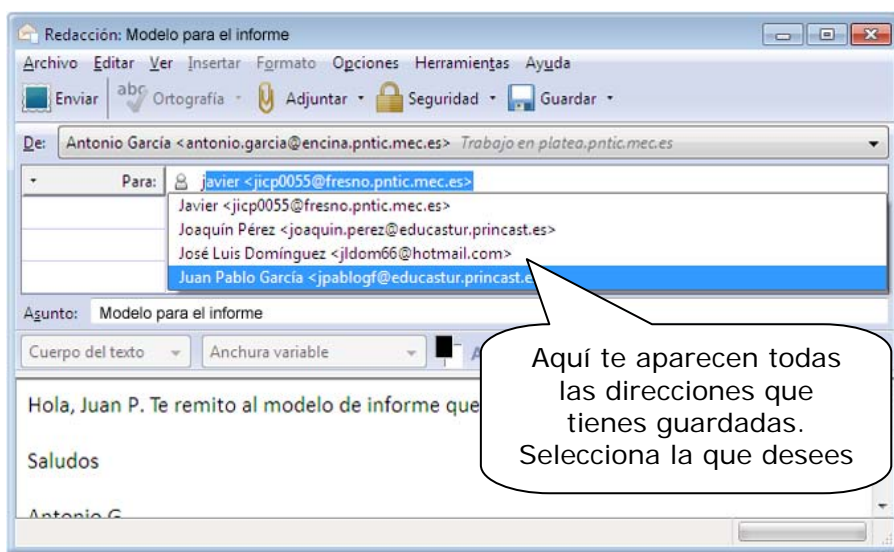 Redacción: Modelo para el informe
Archivo Editar Ver Insertar Formato Opciones Herramientas Ayuda
Enviar Ortografía Adjuntar Seguridad Guardar
De: Antonio García <antonio.garcia@encina.pntic.mec.es> Trabajo en platea.pntic.mec.es
Para: javier <jicp0055@fresno.pntic.mec.es>
Javier <jicp0055@fresno.pntic.mec.es>
Joaquín Pérez <joaquin.perez@educastur.princast.es>
José Luis Domínguez <jldom66@hotmail.com>
Juan Pablo García <jpablogf@educastur.princast.e
Asunto: Modelo para el informe
Cuerpo del texto Anchura variable
Hola, Juan P. Te remito al modelo de informe que
Saludos
Antonio G
Aquí te aparecen todas
las direcciones que
tienes guardadas.
Selecciona la que desees